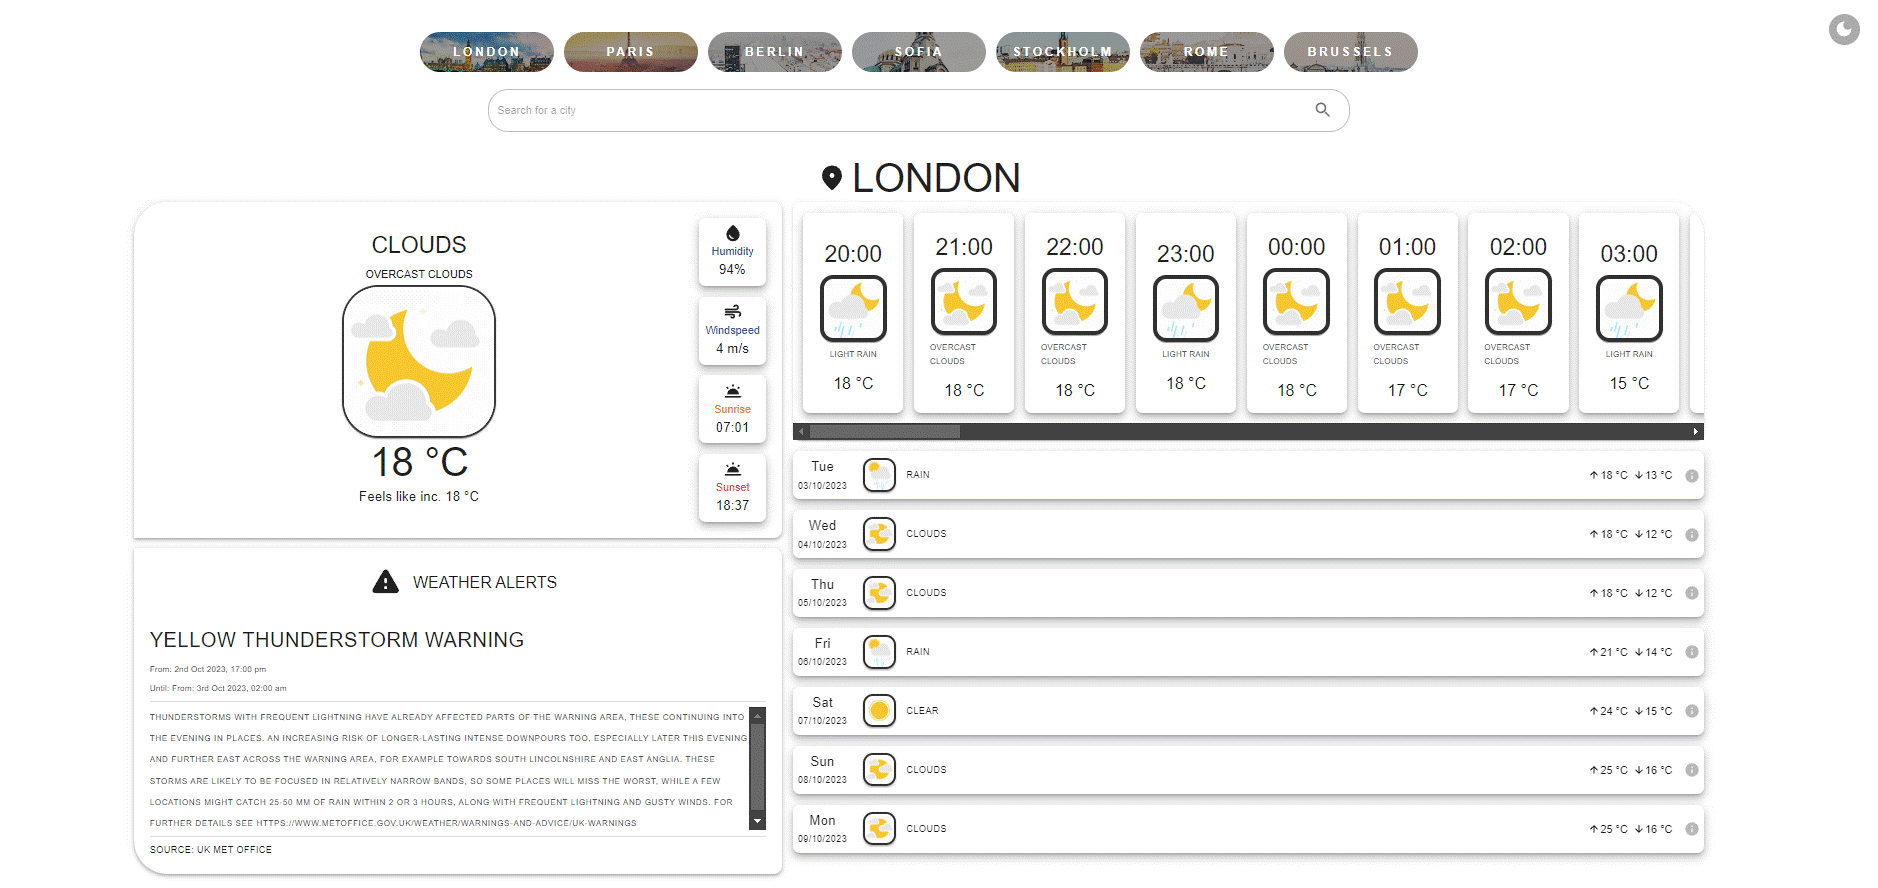 LONDON
PARIS
BERLIN
SOFIA
STOCKHOLM
ROME
BRUSSELS
Search for a city
LONDON
CLOUDS
OVERCAST CLOUDS
18 °C
Feels like inc. 18 °C
Humidity
94%
Windspeed
4 m/s
Sunrise
07:01
Sunset
18:37
WEATHER ALERTS
YELLOW THUNDERSTORM WARNING
From: 2nd Oct 2023, 17:00 pm
Until: From: 3rd Oct 2023, 02:00 am
THUNDERSTORMS WITH FREQUENT LIGHTNING HAVE ALREADY AFFECTED PARTS OF THE WARNING AREA, THESE CONTINUING INTO
THE EVENING IN PLACES. AN INCREASING RISK OF LONGER-LASTING INTENSE DOWNPOURS TOO, ESPECIALLY LATER THIS EVENING
AND FURTHER EAST ACROSS THE WARNING AREA, FOR EXAMPLE TOWARDS SOUTH LINCOLNSHIRE AND EAST ANGLIA. THESE
STORMS ARE LIKELY TO BE FOCUSED IN RELATIVELY NARROW BANDS, SO SOME PLACES WILL MISS THE WORST, WHILE A FEW
LOCATIONS MIGHT CATCH 25-50 MM OF RAIN WITHIN 2 OR 3 HOURS, ALONG WITH FREQUENT LIGHTNING AND GUSTY WINDS. FOR
FURTHER DETAILS SEE HTTPS://WWW.METOFFICE.GOV.UK/WEATHER/WARNINGS-AND-ADVICE/UK-WARNINGS
SOURCE: UK MET OFFICE
20:00
LIGHT RAIN
18 °C
21:00
OVERCAST
CLOUDS
18 °C
22:00
OVERCAST
CLOUDS
18 °C
23:00
LIGHT RAIN
18 °C
00:00
OVERCAST
CLOUDS
18 °C
01:00
OVERCAST
CLOUDS
17 °C
02:00
OVERCAST
CLOUDS
17 °C
03:00
LIGHT RAIN
15 °C
Tue
03/10/2023
RAIN
18 °C 13 °C
Wed
04/10/2023
CLOUDS
18 °C 12 °C
Thu
05/10/2023
CLOUDS
18 °C 12 °C
Fri
06/10/2023
RAIN
21 °C 14 °C
Sat
07/10/2023
CLEAR
24 °C 15 °C
Sun
08/10/2023
CLOUDS
25 °C 16 °C
Mon
09/10/2023
CLOUDS
25 °C 16 °C